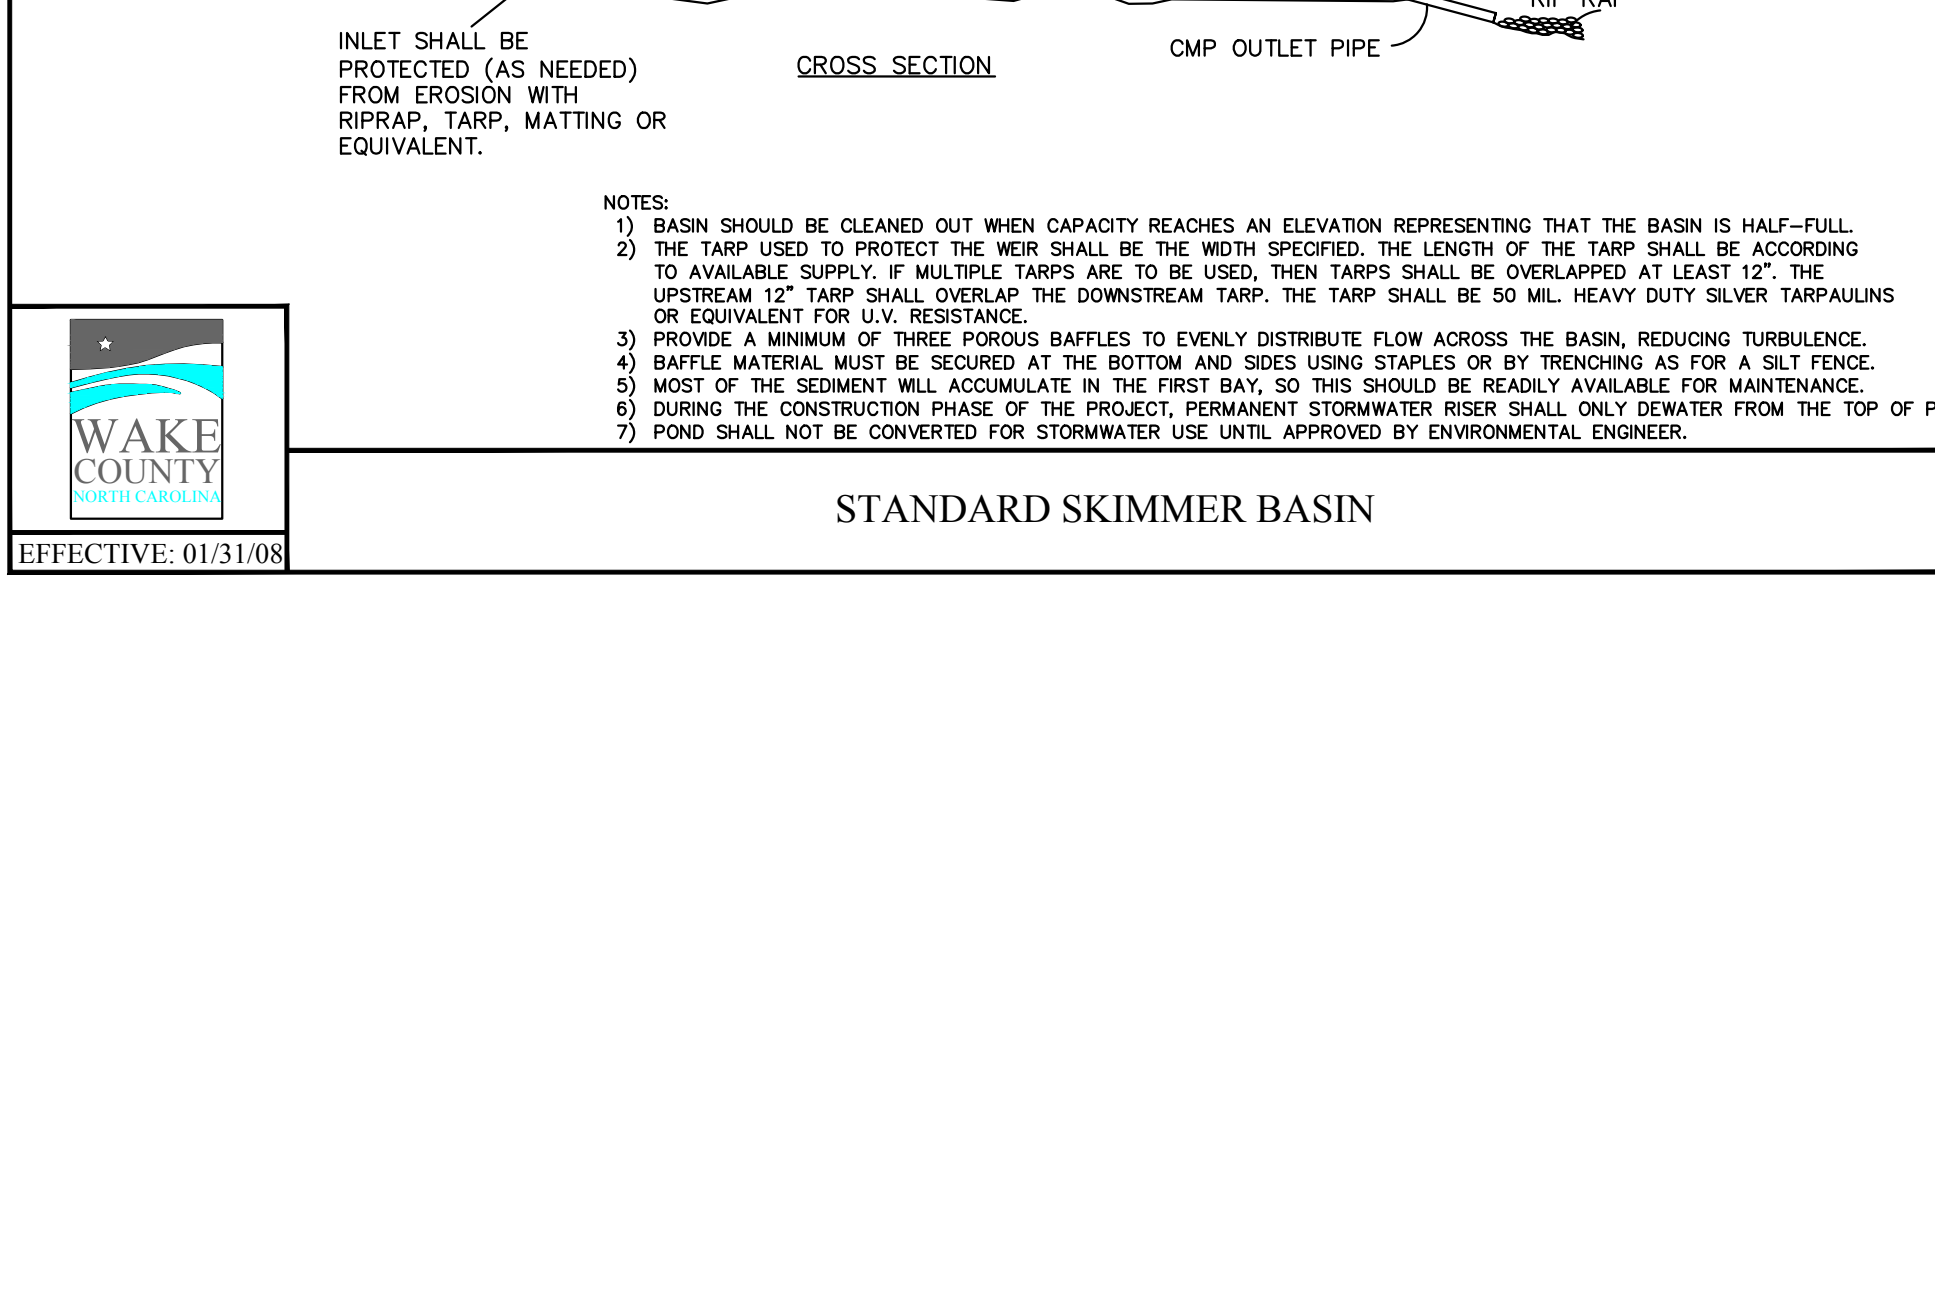 RIP RAP
INLET SHALL BE
PROTECTED (AS NEEDED)
FROM EROSION WITH
RIPRAP, TARP, MATTING OR
EQUIVALENT.
CROSS SECTION
CMP OUTLET PIPE
NOTES:
1) BASIN SHOULD BE CLEANED OUT WHEN CAPACITY REACHES AN ELEVATION REPRESENTING THAT THE BASIN IS HALF-FULL.
2) THE TARP USED TO PROTECT THE WEIR SHALL BE THE WIDTH SPECIFIED. THE LENGTH OF THE TARP SHALL BE ACCORDING
TO AVAILABLE SUPPLY. IF MULTIPLE TARPS ARE TO BE USED, THEN TARPS SHALL BE OVERLAPPED AT LEAST 12". THE
UPSTREAM 12" TARP SHALL OVERLAP THE DOWNSTREAM TARP. THE TARP SHALL BE 50 MIL. HEAVY DUTY SILVER TARPAULINS
OR EQUIVALENT FOR U.V. RESISTANCE.
3) PROVIDE A MINIMUM OF THREE POROUS BAFFLES TO EVENLY DISTRIBUTE FLOW ACROSS THE BASIN, REDUCING TURBULENCE.
4) BAFFLE MATERIAL MUST BE SECURED AT THE BOTTOM AND SIDES USING STAPLES OR BY TRENCHING AS FOR A SILT FENCE.
5) MOST OF THE SEDIMENT WILL ACCUMULATE IN THE FIRST BAY, SO THIS SHOULD BE READILY AVAILABLE FOR MAINTENANCE.
6) DURING THE CONSTRUCTION PHASE OF THE PROJECT, PERMANENT STORMWATER RISER SHALL ONLY DEWATER FROM THE TOP OF
7) POND SHALL NOT BE CONVERTED FOR STORMWATER USE UNTIL APPROVED BY ENVIRONMENTAL ENGINEER.
WAKE
COUNTY
NORTH CAROLINA
STANDARD SKIMMER BASIN
EFFECTIVE: 01/31/08